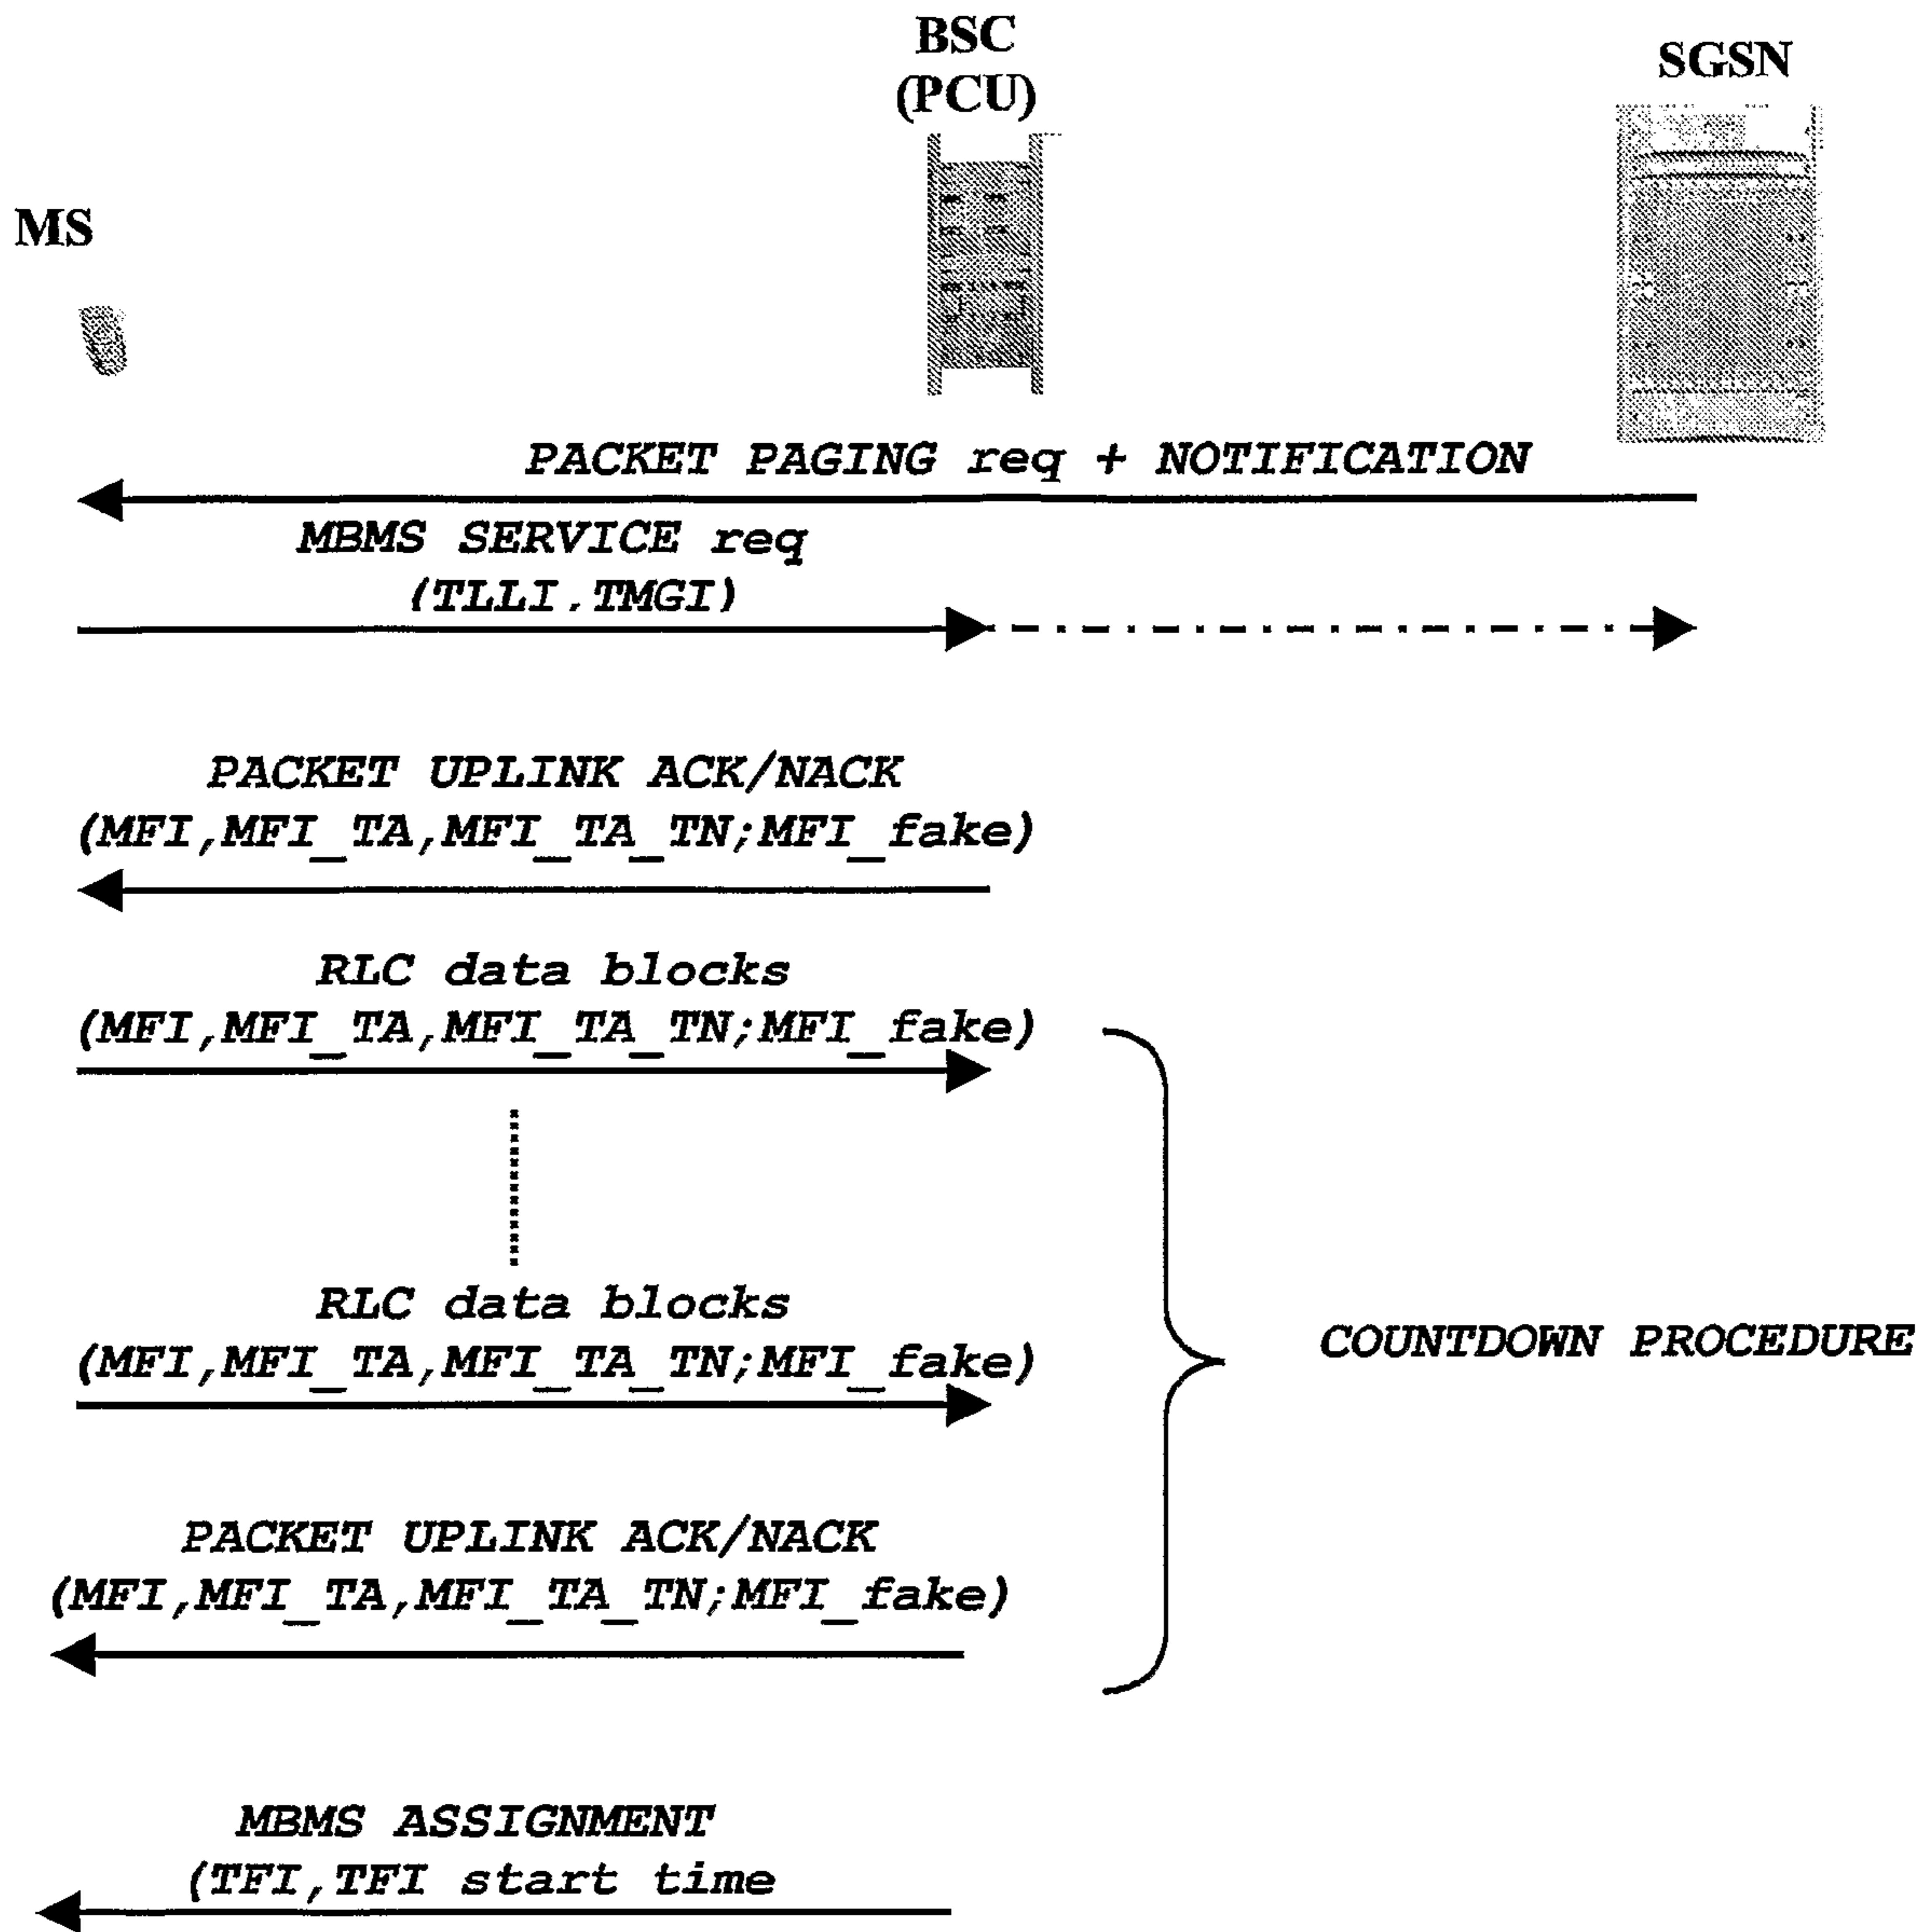 BSC
(PCU)
SGSN
MS
PACKET PAGING req + NOTIFICATION
MBMS SERVICE req
(TLLI,TMGI)
PACKET UPLINK ACK/NACK
(MFI,MFI_TA,MFI_TA_TN;MFI_fake)
RLC data blocks
(MFI,MFI_TA,MFI_TA_TN;MFI_fake)
RLC data blocks
(MFI,MFI_TA,MFI_TA_TN;MFI_fake)
COUNTDOWN PROCEDURE
PACKET UPLINK ACK/NACK
(MFI,MFI_TA,MFI_TA_TN;MFI_fake)
MBMS ASSIGNMENT
(TFI,TFI start time